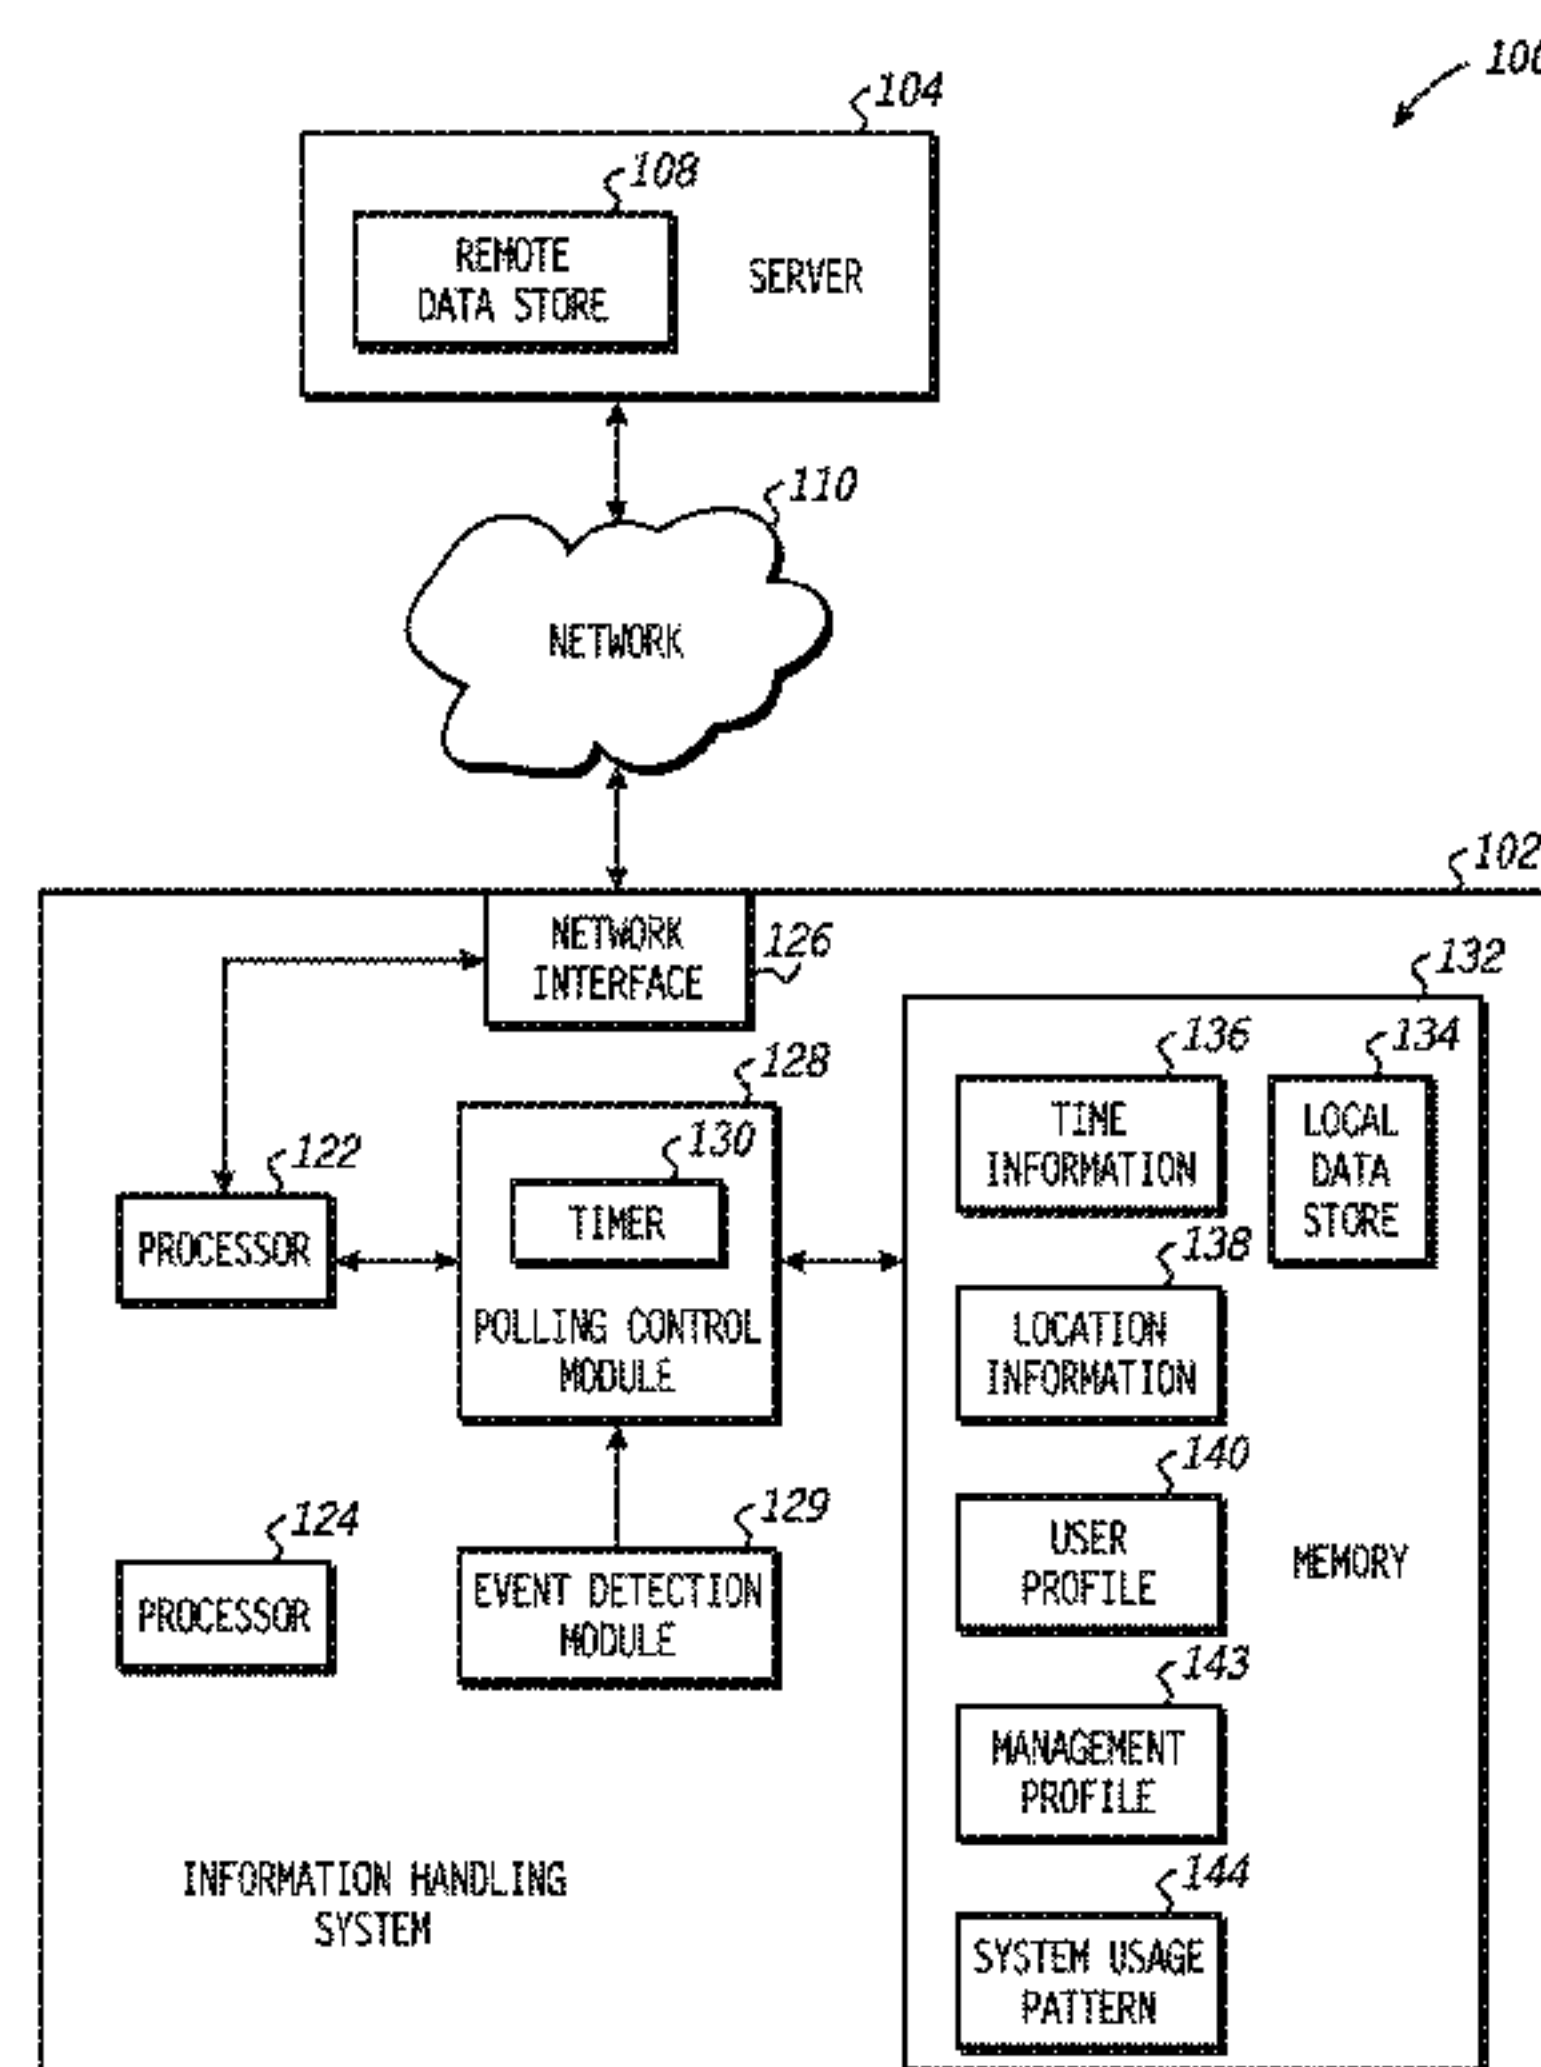 104
108
REMOTE
DATA STORE
SERVER
110
NETWORK
102
NETWORK
INTERFACE
126
132
128
136
134
130
TIME
INFORMATION
LOCAL
DATA
STORE
122
TIMER
PROCESSOR
138
POLLING CONTROL
MODULE
LOCATION
INFORMATION
140
124
129
USER
PROFILE
MEMORY
PROCESSOR
EVENT DETECTION
MODULE
143
MANAGEMENT
PROFILE
INFORMATION HANDLING
SYSTEM
144
SYSTEM USAGE
PATTERN